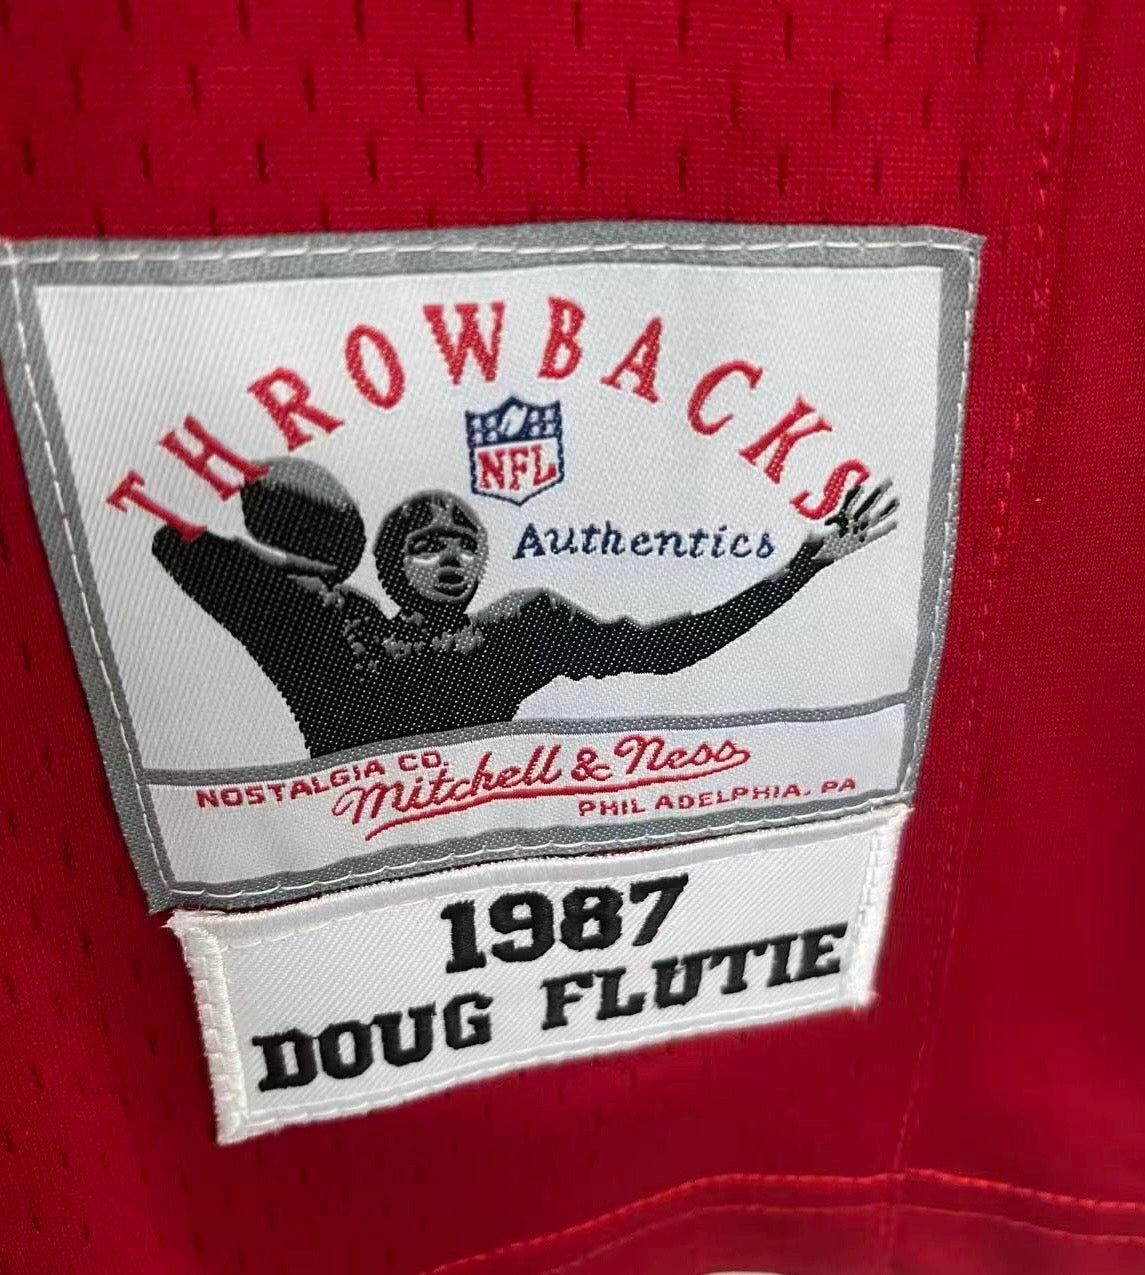 THROWBACKS
NFL
Authentics
NOSTALGIA CO.
Mitchell & Ness
PHILADELPHIA, PA
1987
DOUG FLUTIE